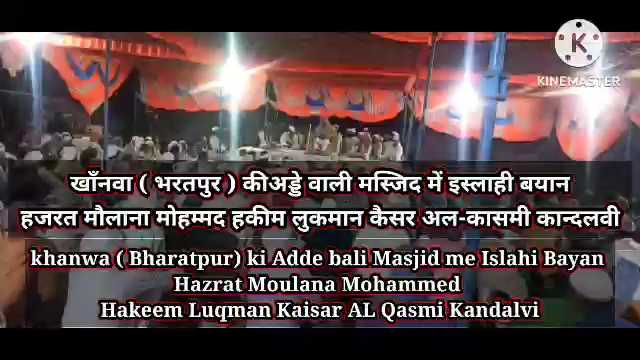 K
KINEMASTER
खाँनवा ( भरतपुर ) कीअड्डे वाली मस्जिद में इस्लाही बयान
हजरत मौलाना मोहम्मद हकीम लुकमान कैसर अल-कासमी कान्दलवी
khanwa ( Bharatpur) ki Adde bali Masjid me Islahi Bayan
Hazrat Moulana Mohammed
Hakeem Luqman Kaisar AL Qasmi Kandalvi